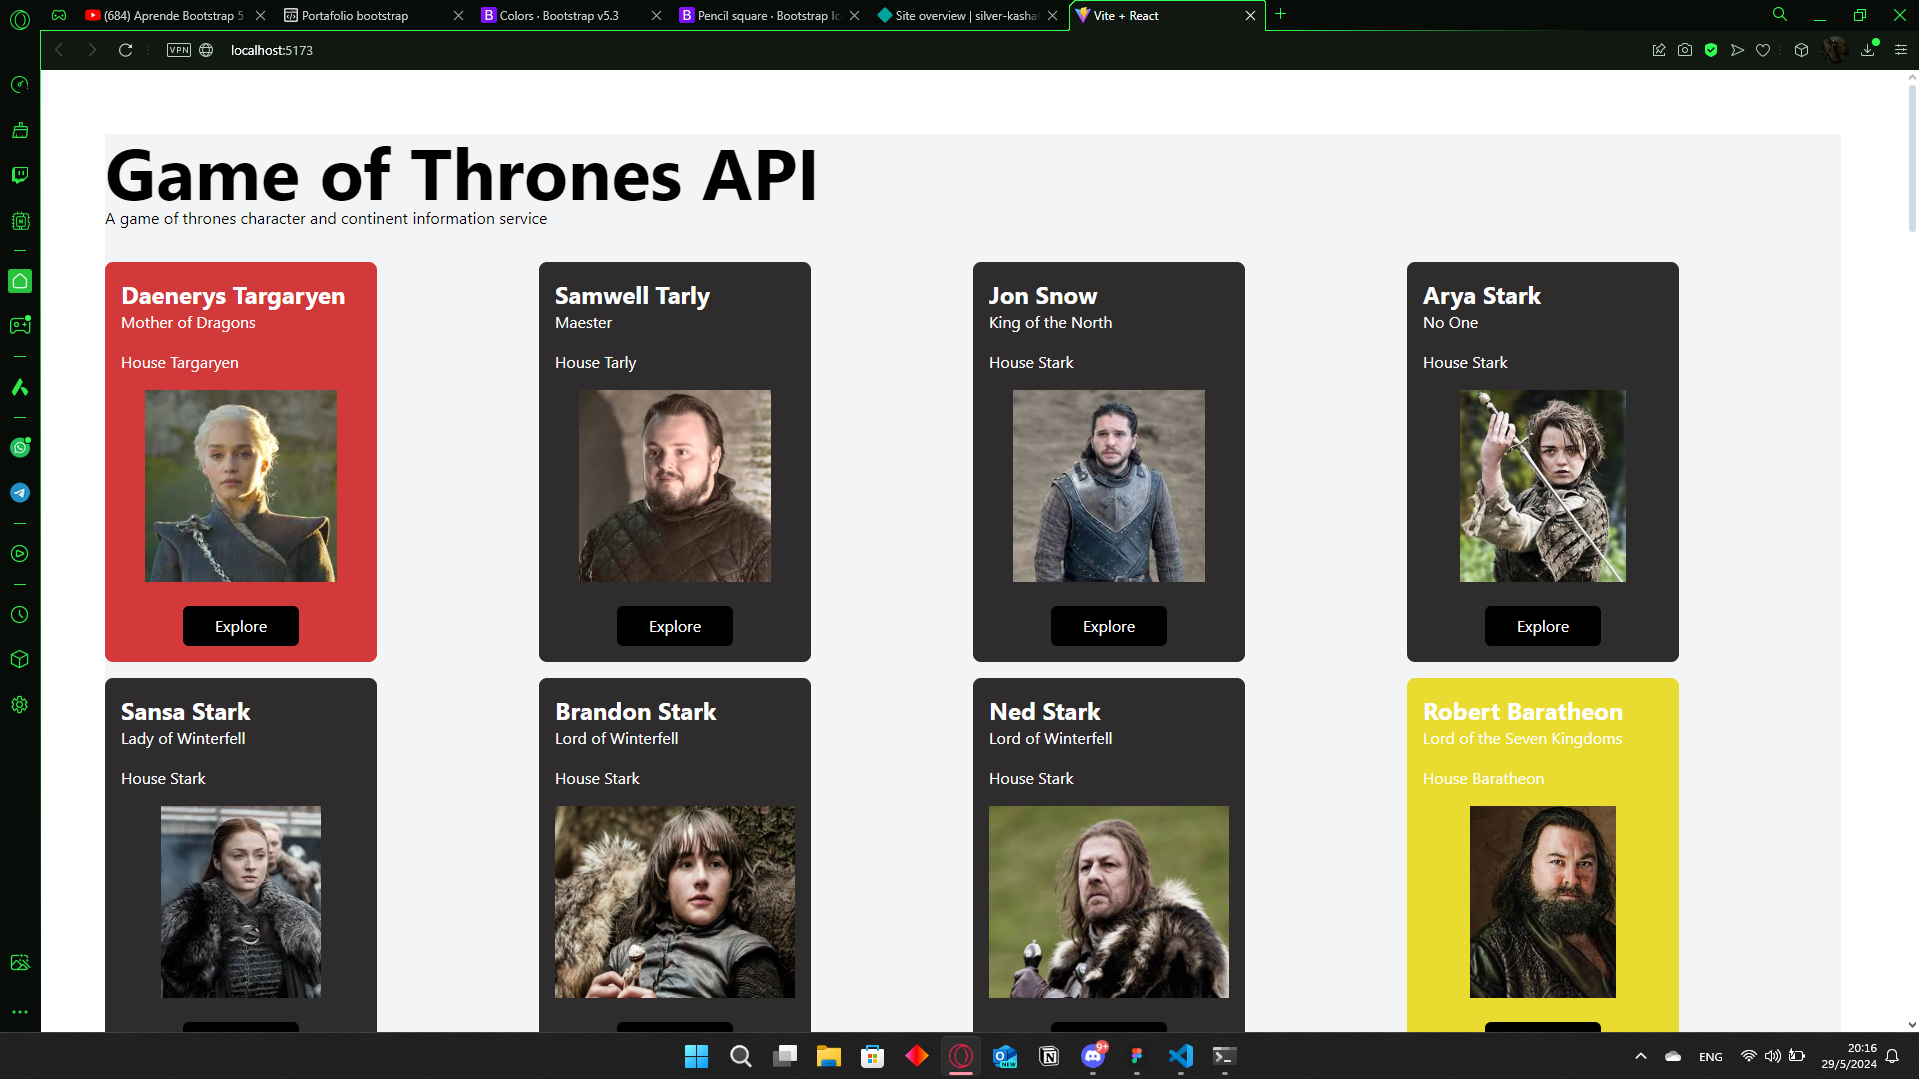 (684) Aprende Bootstrap 5
Portafolio bootstrap
Colors · Bootstrap v5.3
Pencil square · Bootstrap Ico
Site overview | silver-kasha
Vite + React
VPN
localhost:5173
Game of Thrones API
A game of thrones character and continent information service
Daenerys Targaryen
Mother of Dragons
House Targaryen
Explore
Samwell Tarly
Maester
House Tarly
Explore
Jon Snow
King of the North
House Stark
Explore
Arya Stark
No One
House Stark
Explore
Sansa Stark
Lady of Winterfell
House Stark
Brandon Stark
Lord of Winterfell
House Stark
Ned Stark
Lord of Winterfell
House Stark
Robert Baratheon
Lord of the Seven Kingdoms
House Baratheon
NEW
9+
ENG
20:16
29/5/2024